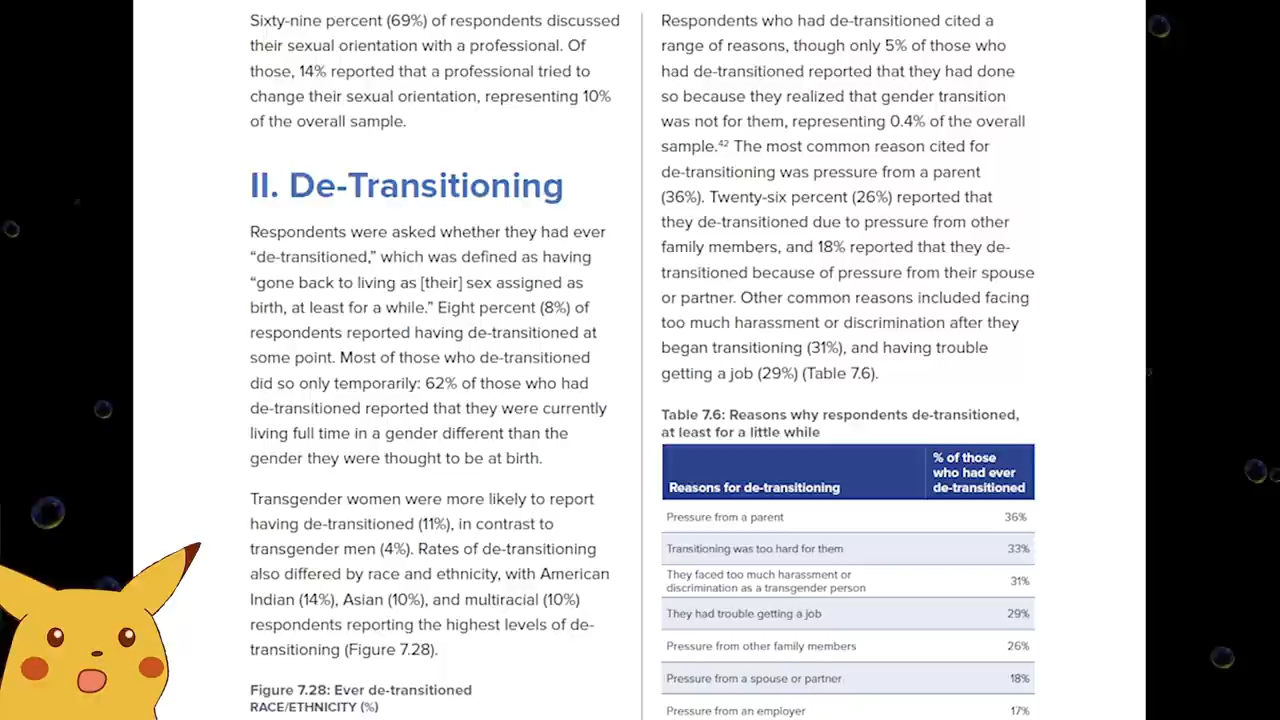 Sixty-nine percent (69%) of respondents discussed
their sexual orientation with a professional. Of
those, 14% reported that a professional tried to
change their sexual orientation, representing 10%
of the overall sample.
II. De-Transitioning
Respondents were asked whether they had ever
“de-transitioned,” which was defined as having
“gone back to living as [their] sex assigned as
birth, at least for a while.” Eight percent (8%) of
respondents reported having de-transitioned at
some point. Most of those who de-transitioned
did so only temporarily: 62% of those who had
de-transitioned reported that they were currently
living full time in a gender different than the
gender they were thought to be at birth.
Transgender women were more likely to report
having de-transitioned (11%), in contrast to
transgender men (4%). Rates of de-transitioning
also differed by race and ethnicity, with American
Indian (14%), Asian (10%), and multiracial (10%)
respondents reporting the highest levels of de-
transitioning (Figure 7.28).
Figure 7.28: Ever de-transitioned
RACE/ETHNICITY (%)
Respondents who had de-transitioned cited a
range of reasons, though only 5% of those who
had de-transitioned reported that they had done
so because they realized that gender transition
was not for them, representing 0.4% of the overall
sample.⁴² The most common reason cited for
de-transitioning was pressure from a parent
(36%). Twenty-six percent (26%) reported that
they de-transitioned due to pressure from other
family members, and 18% reported that they de-
transitioned because of pressure from their spouse
or partner. Other common reasons included facing
too much harassment or discrimination after they
began transitioning (31%), and having trouble
getting a job (29%) (Table 7.6).
Table 7.6: Reasons why respondents de-transitioned,
at least for a little while
Reasons for de-transitioning % of those who had ever de-transitioned
Pressure from a parent 36%
Transitioning was too hard for them 33%
They faced too much harassment or
discrimination as a transgender person 31%
They had trouble getting a job 29%
Pressure from other family members 26%
Pressure from a spouse or partner 18%
Pressure from an employer 17%